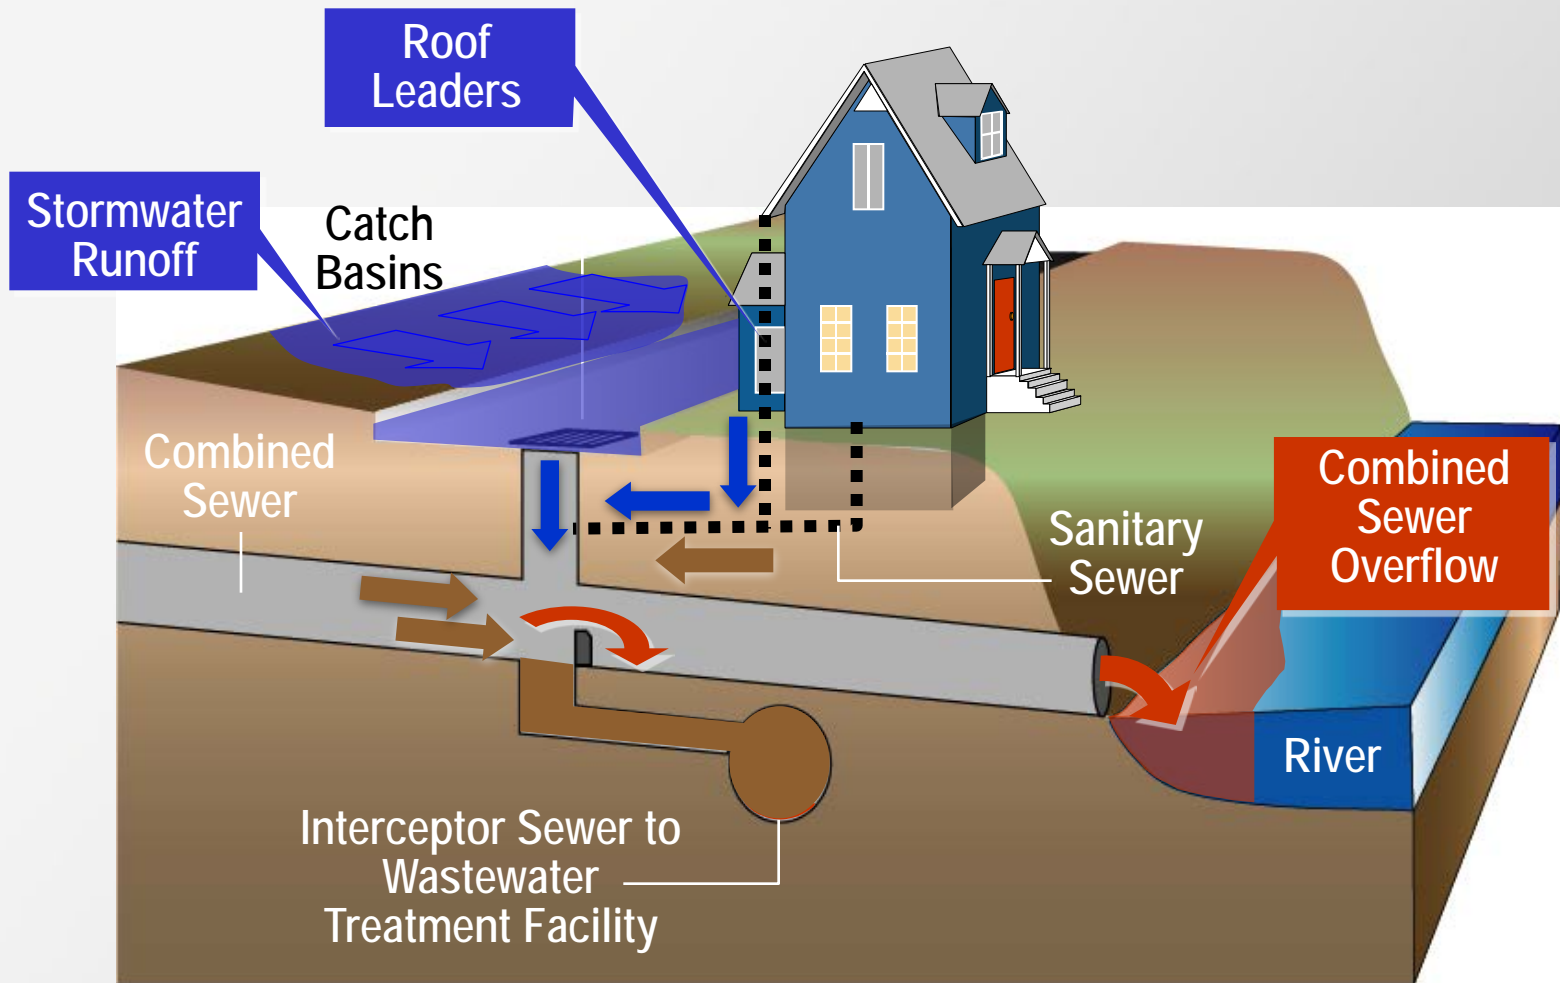 Roof
Leaders
Stormwater
Runoff
Catch
Basins
Combined
Sewer
Sanitary
Sewer
Combined
Sewer
Overflow
River
Interceptor Sewer to
Wastewater
Treatment Facility